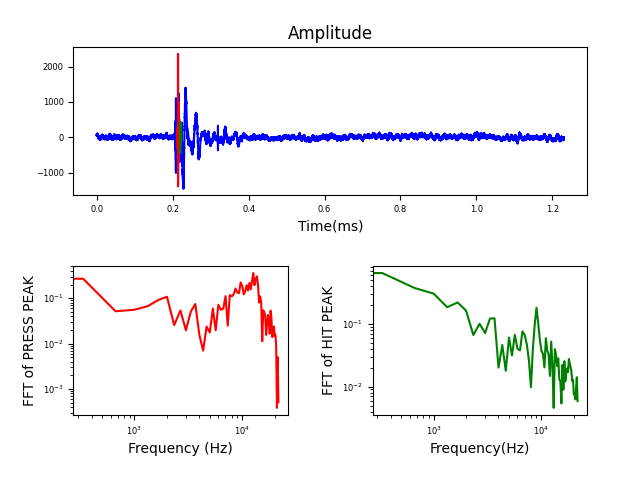 Amplitude
2000
1000
0
−1000
0.0 0.2 0.4 0.6 0.8 1.0 1.2
Time(ms)
FFT of PRESS PEAK
10⁻¹
10⁻²
10⁻³
10³ 10⁴
Frequency (Hz)
FFT of HIT PEAK
10⁻¹
10⁻²
10³ 10⁴
Frequency(Hz)